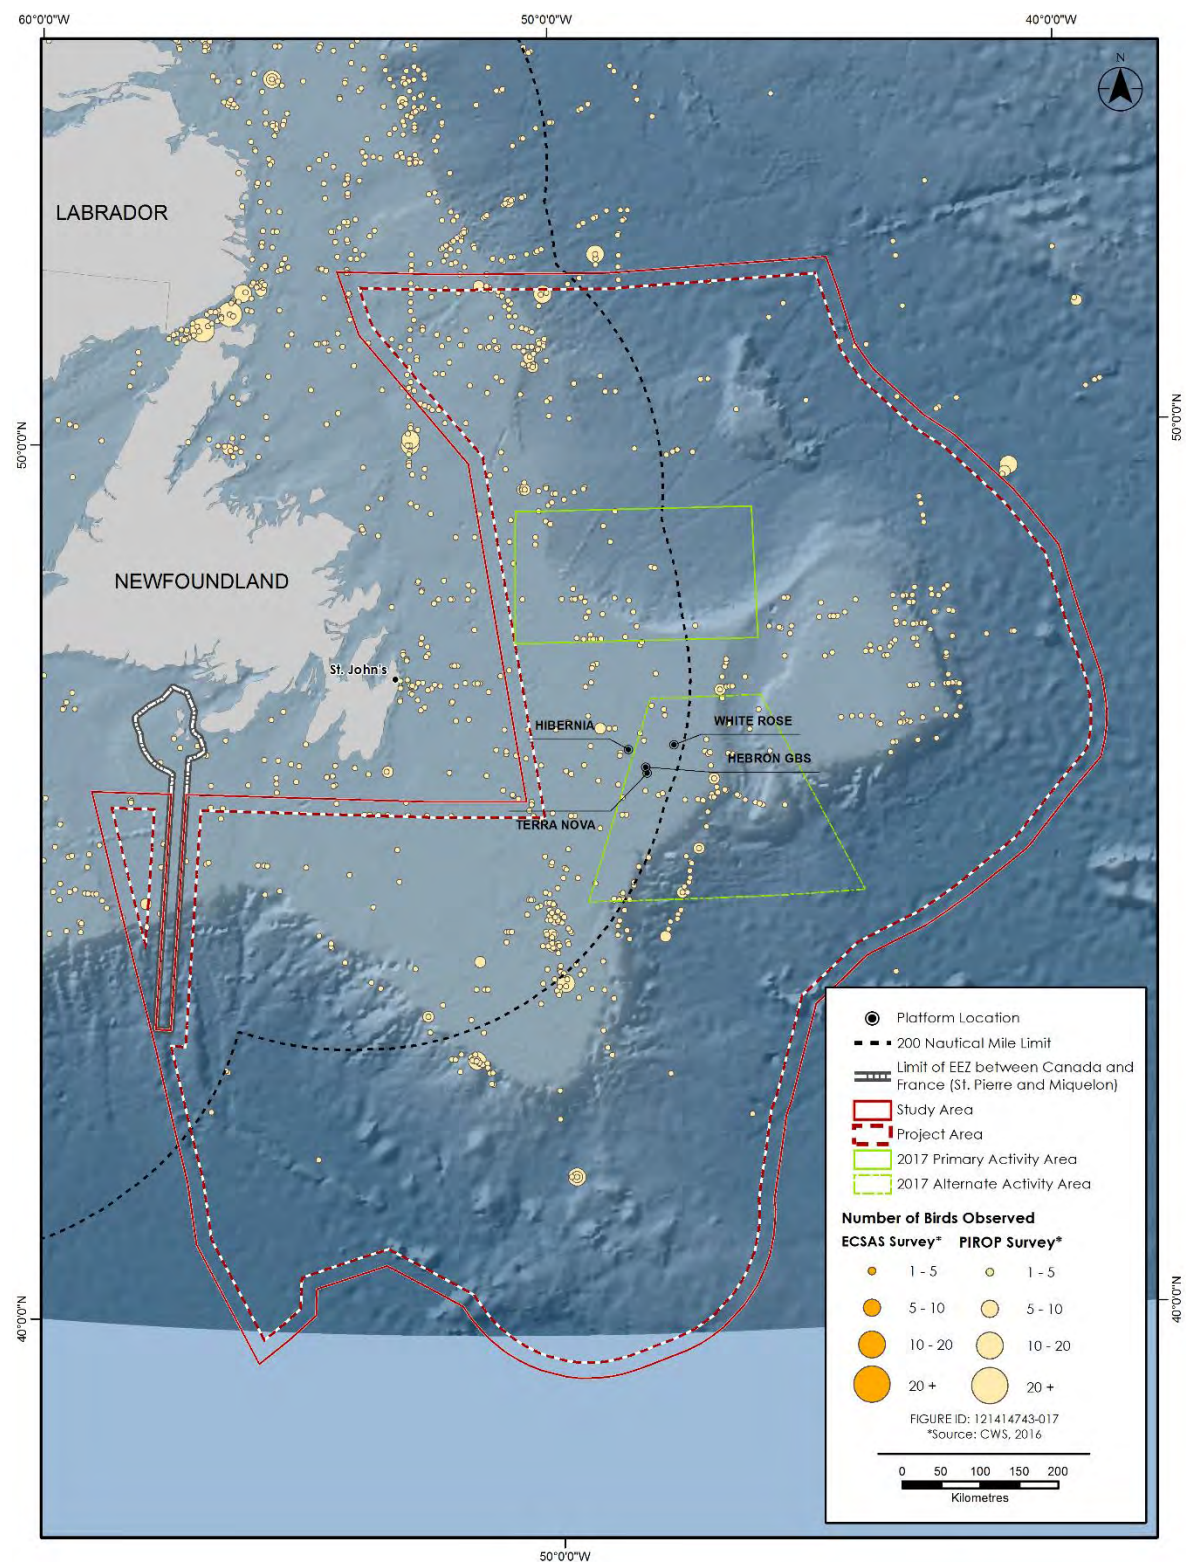 60°0'0"W
50°0'0"W
40°0'0"W
N
LABRADOR
50°0'0"N
50°0'0"N
NEWFOUNDLAND
St. John's
HIBERNIA
WHITE ROSE
HEBRON GBS
TERRA NOVA
Platform Location
200 Nautical Mile Limit
Limit of EEZ between Canada and
France (St. Pierre and Miquelon)
Study Area
Project Area
2017 Primary Activity Area
2017 Alternate Activity Area
Number of Birds Observed
ECSAS Survey* PIROP Survey*
1 - 5 1 - 5
5 - 10 5 - 10
10 - 20 10 - 20
20 + 20 +
FIGURE ID: 121414743-017
*Source: CWS, 2016
0 50 100 150 200
Kilometres
40°0'0"N
40°0'0"N
50°0'0"W